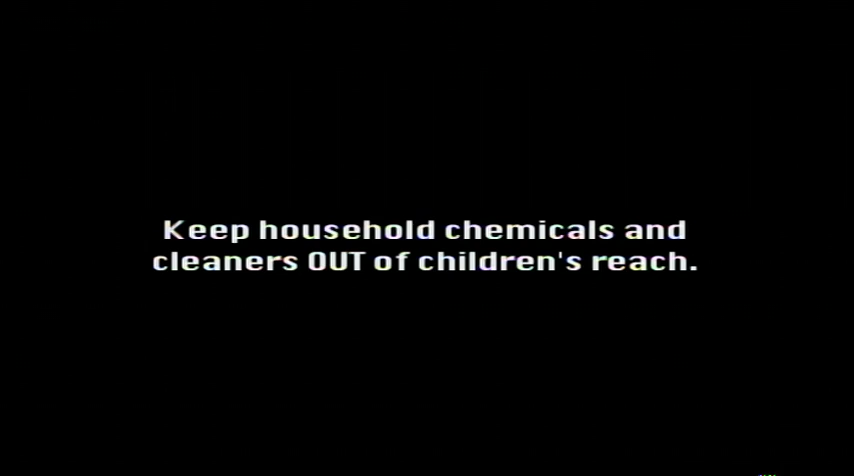 Keep household chemicals and
cleaners OUT of children's reach.